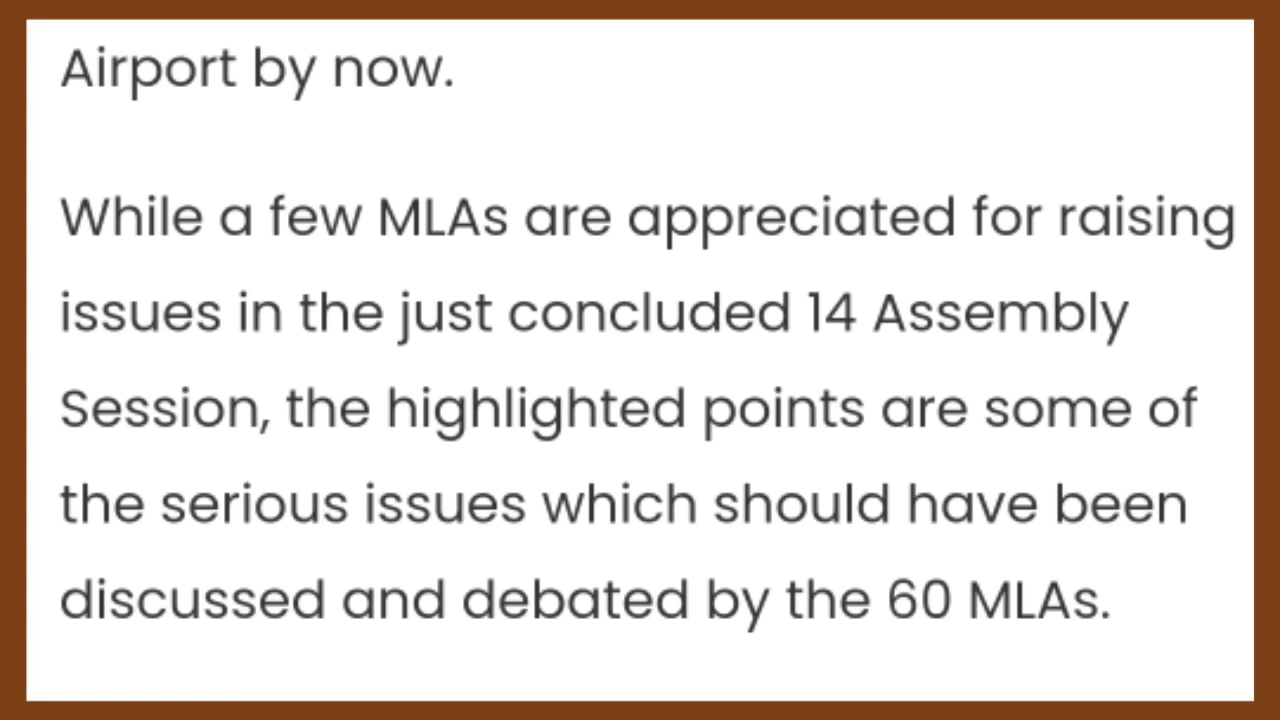 Airport by now.
While a few MLAs are appreciated for raising
issues in the just concluded 14 Assembly
Session, the highlighted points are some of
the serious issues which should have been
discussed and debated by the 60 MLAs.